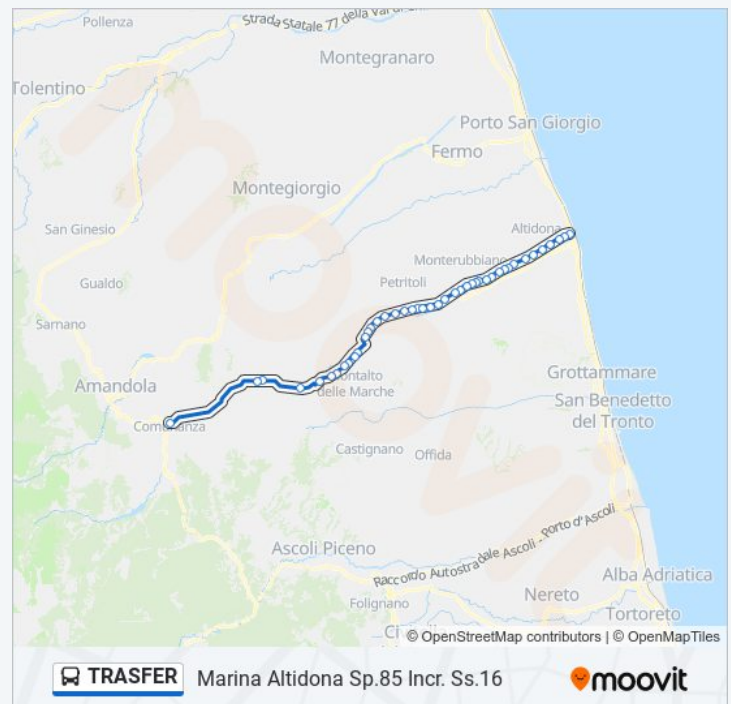 Pollenza
Strada Statale 77 della Val di
Montegranaro
Tolentino
Porto San Giorgio
Fermo
Montegiorgio
San Ginesio
Altidona
Monterubbiano
Gualdo
Petritoli
Sarnano
Grottammare
Amandola
Montalto
delle Marche
San Benedetto
del Tronto
Comunanza
Castignano
Offida
Ascoli Piceno
Raccordo Autostradale Ascoli - Porto d'Ascoli
Alba Adriatica
Nereto
Folignano
Tortoreto
© OpenStreetMap contributors | © OpenMapTiles
TRASFER
Marina Altidona Sp.85 Incr. Ss.16
moovit
moovit